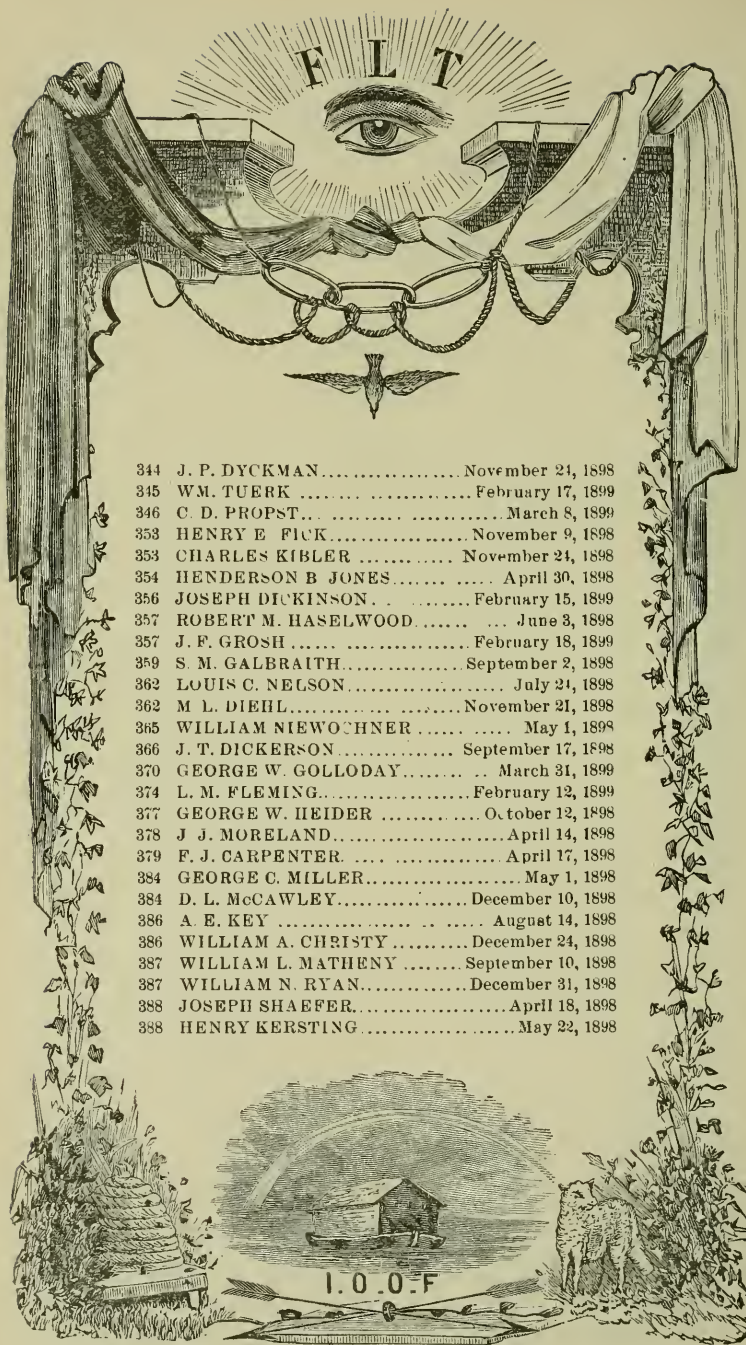 F L T
344 J. P. DYCKMAN.................. November 21, 1898
345 WM. TUERK .................. February 17, 1899
346 C. D. PROPST.................. March 8, 1899
353 HENRY E FICK.................. November 9, 1898
353 CHARLES KIBLER .................. November 21, 1898
354 HENDERSON B JONES.................. April 30, 1898
356 JOSEPH DICKINSON.................. February 15, 1899
357 ROBERT M. HASELWOOD.................. June 3, 1898
357 J. F. GROSH .................. February 18, 1899
359 S. M. GALBRAITH.................. September 2, 1898
362 LOUIS C. NELSON.................. July 21, 1898
362 M L. DIEHL.................. November 21, 1898
365 WILLIAM NIEWOEHNER .................. May 1, 1898
366 J. T. DICKERSON.................. September 17, 1898
370 GEORGE W. GOLLODAY.................. March 31, 1899
374 L. M. FLEMING.................. February 12, 1899
377 GEORGE W. HEIDER .................. October 12, 1898
378 J J. MORELAND.................. April 14, 1898
379 F. J. CARPENTER. .................. April 17, 1898
384 GEORGE C. MILLER.................. May 1, 1898
384 D. L. McCAWLEY.................. December 10, 1898
386 A. E. KEY .................. August 14, 1898
386 WILLIAM A. CHRISTY .................. December 24, 1898
387 WILLIAM L. MATHENY .................. September 10, 1898
387 WILLIAM N. RYAN.................. December 31, 1898
388 JOSEPH SHAEFER.................. April 18, 1898
388 HENRY KERSTING.................. May 22, 1898
I.O.O.F